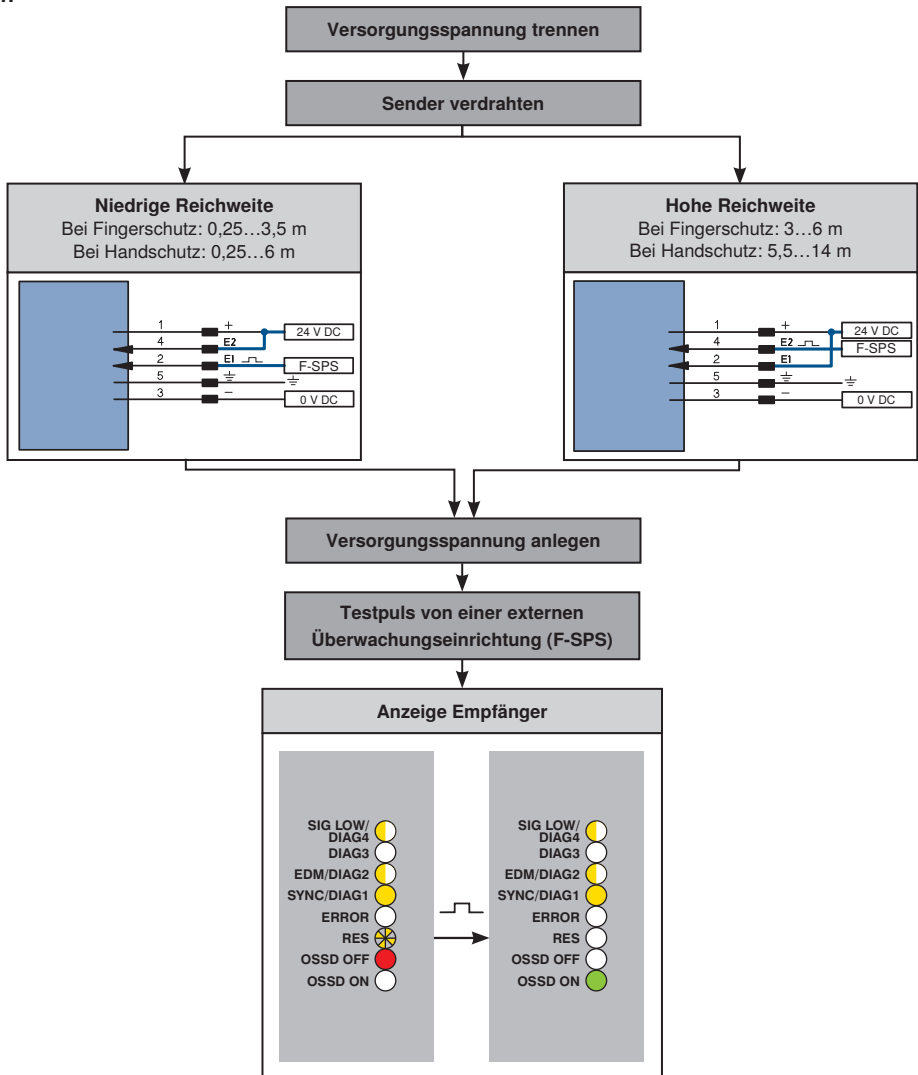 Versorgungsspannung trennen
Sender verdrahten
Niedrige Reichweite
Bei Fingerschutz: 0,25…3,5 m
Bei Handschutz: 0,25…6 m
1 + 24 V DC
4 E2
2 E1 F-SPS
5
3 − 0 V DC
Hohe Reichweite
Bei Fingerschutz: 3…6 m
Bei Handschutz: 5,5…14 m
1 + 24 V DC
4 E2 F-SPS
2 E1
5
3 − 0 V DC
Versorgungsspannung anlegen
Testpuls von einer externen
Überwachungseinrichtung (F-SPS)
Anzeige Empfänger
SIG LOW/
DIAG4
DIAG3
EDM/DIAG2
SYNC/DIAG1
ERROR
RES
OSSD OFF
OSSD ON
SIG LOW/
DIAG4
DIAG3
EDM/DIAG2
SYNC/DIAG1
ERROR
RES
OSSD OFF
OSSD ON